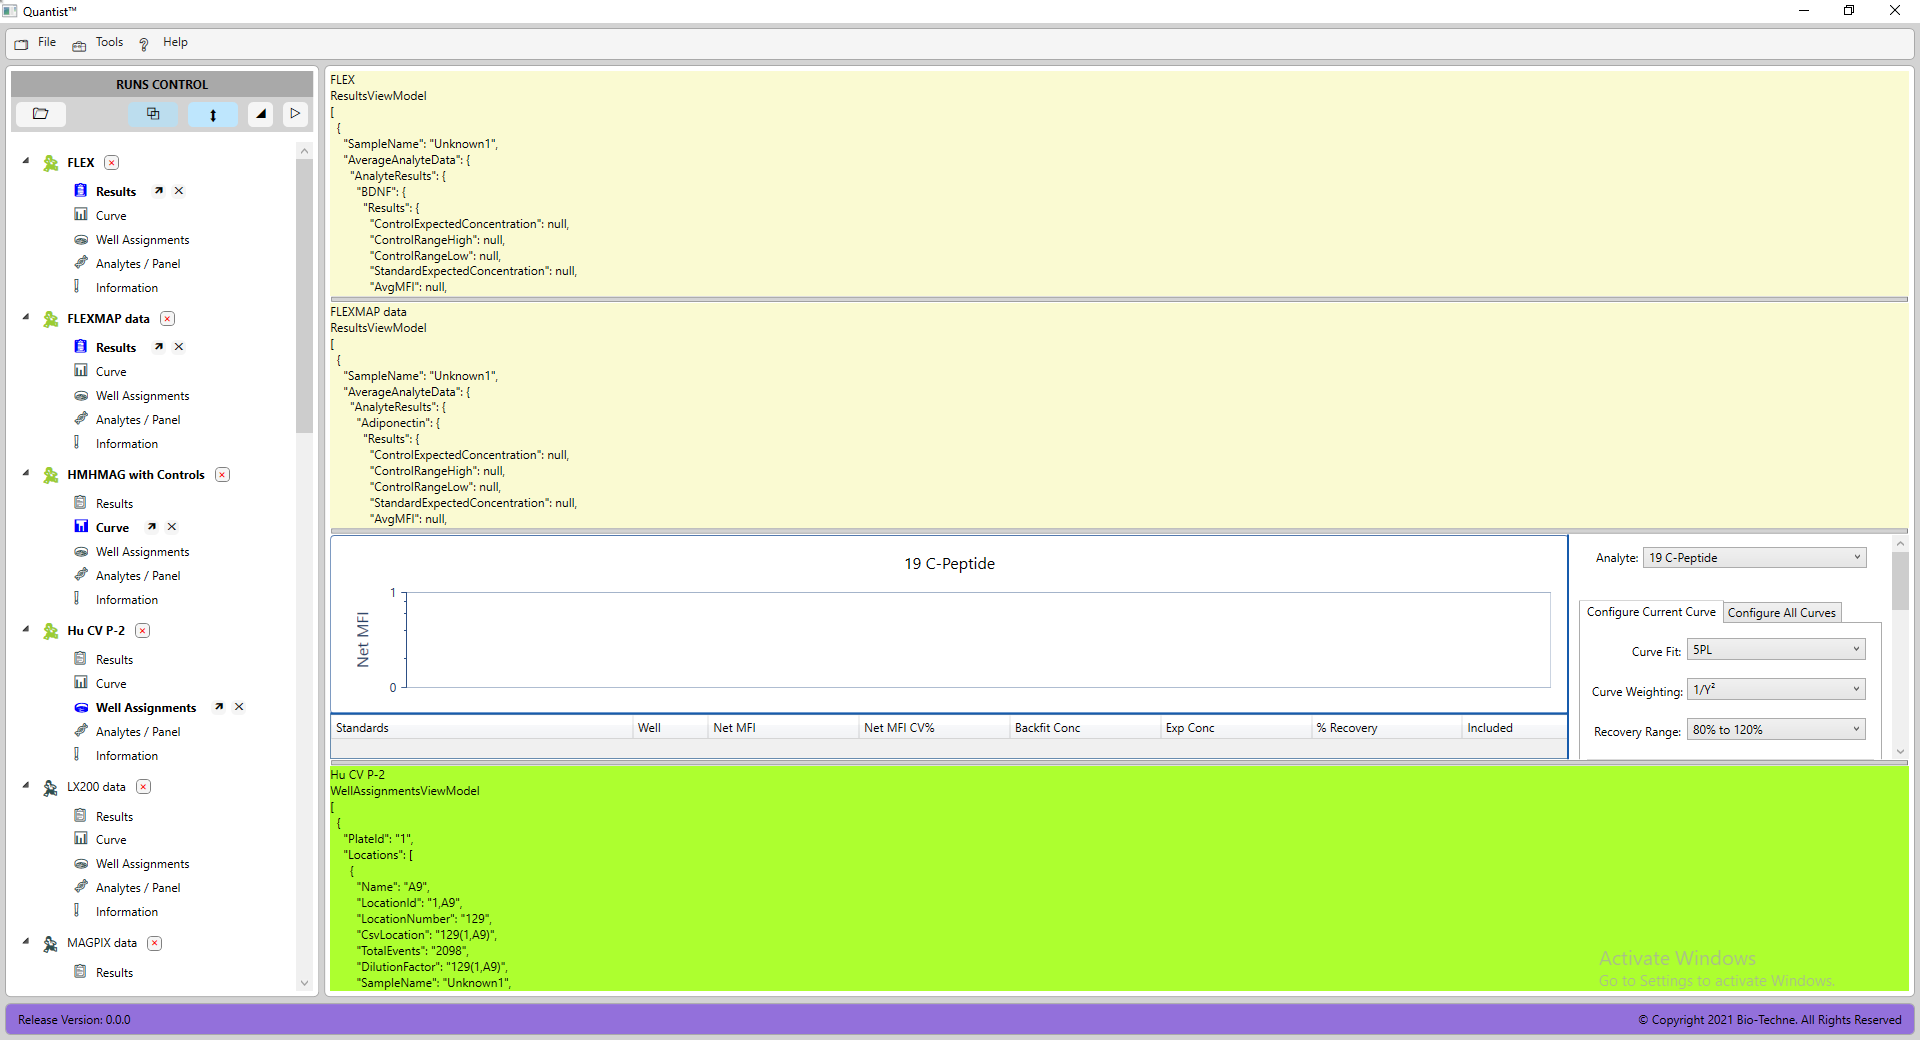 Quantist™
File Tools Help
RUNS CONTROL
FLEX
Results
Curve
Well Assignments
Analytes / Panel
Information
FLEXMAP data
Results
Curve
Well Assignments
Analytes / Panel
Information
HMHMAG with Controls
Results
Curve
Well Assignments
Analytes / Panel
Information
Hu CV P-2
Results
Curve
Well Assignments
Analytes / Panel
Information
LX200 data
Results
Curve
Well Assignments
Analytes / Panel
Information
MAGPIX data
Results
FLEX
ResultsViewModel
[
{
"SampleName": "Unknown1",
"AverageAnalyteData": {
"AnalyteResults": {
"BDNF": {
"Results": {
"ControlExpectedConcentration": null,
"ControlRangeHigh": null,
"ControlRangeLow": null,
"StandardExpectedConcentration": null,
"AvgMFI": null,
FLEXMAP data
ResultsViewModel
[
{
"SampleName": "Unknown1",
"AverageAnalyteData": {
"AnalyteResults": {
"Adiponectin": {
"Results": {
"ControlExpectedConcentration": null,
"ControlRangeHigh": null,
"ControlRangeLow": null,
"StandardExpectedConcentration": null,
"AvgMFI": null,
19 C-Peptide
Net MFI
1
0
Standards Well Net MFI Net MFI CV% Backfit Conc Exp Conc % Recovery Included
Analyte: 19 C-Peptide
Configure Current Curve Configure All Curves
Curve Fit: 5PL
Curve Weighting: 1/Y²
Recovery Range: 80% to 120%
Hu CV P-2
WellAssignmentsViewModel
[
{
"PlateId": "1",
"Locations": [
{
"Name": "A9",
"LocationId": "1,A9",
"LocationNumber": "129",
"CsvLocation": "129(1,A9)",
"TotalEvents": "2098",
"DilutionFactor": "129(1,A9)",
"SampleName": "Unknown1",
Activate Windows
Go to Settings to activate Windows.
Release Version: 0.0.0
© Copyright 2021 Bio-Techne. All Rights Reserved